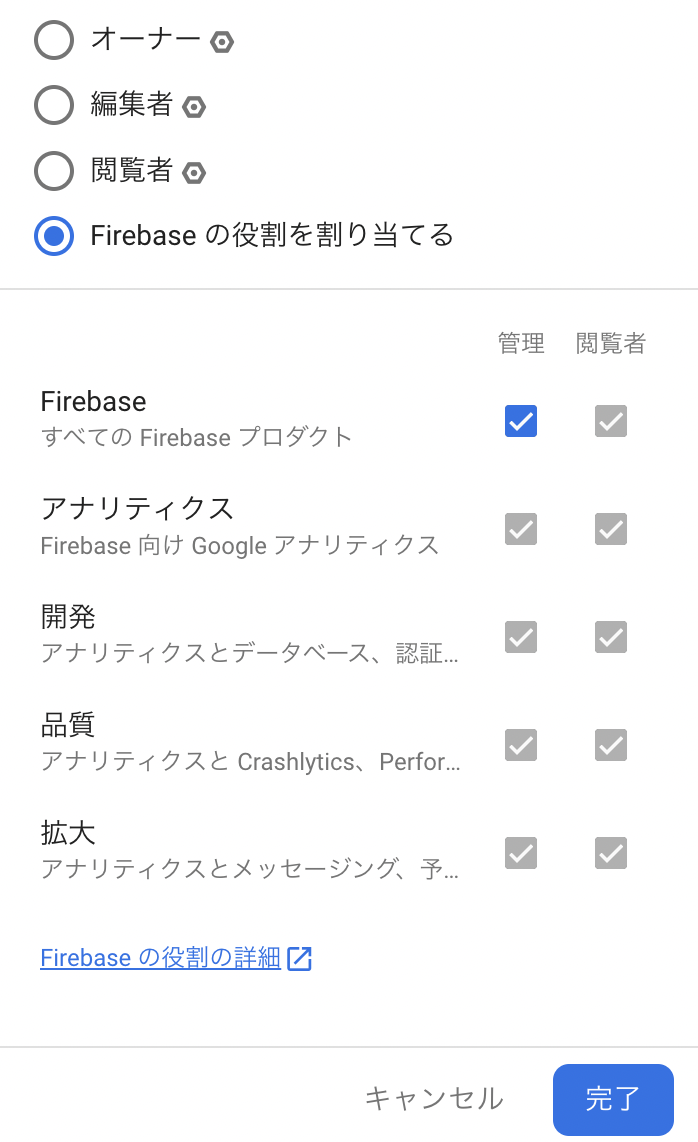 オーナー
編集者
閲覧者
Firebase の役割を割り当てる
管理 閲覧者
Firebase
すべての Firebase プロダクト
アナリティクス
Firebase 向け Google アナリティクス
開発
アナリティクスとデータベース、認証...
品質
アナリティクスと Crashlytics、Perfor...
拡大
アナリティクスとメッセージング、予...
Firebase の役割の詳細
キャンセル 完了